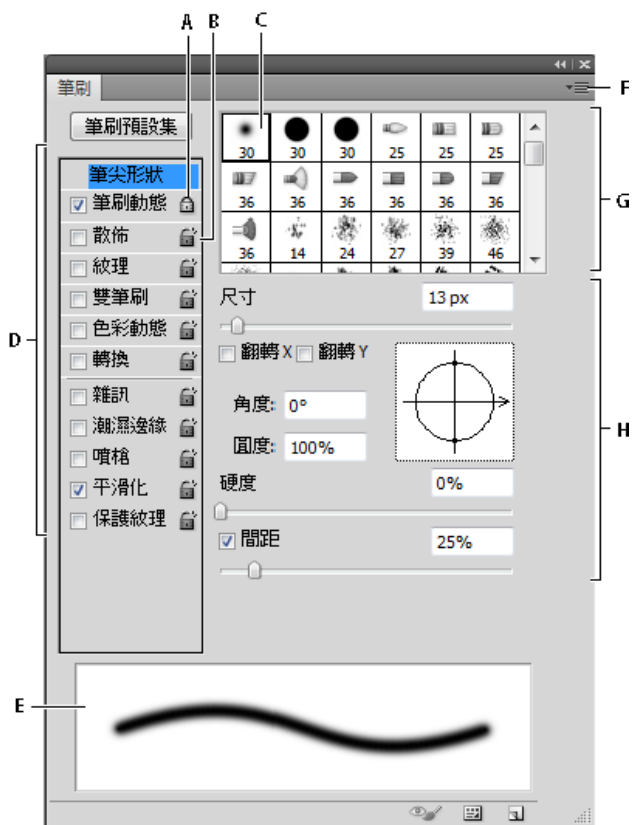 A B C
筆刷
F
筆刷預設集
30 30 30 25 25 25
36 36 36 36 36 36
36 14 24 27 39 46
G
D
筆尖形狀
筆刷動態
散佈
紋理
雙筆刷
色彩動態
轉換
雜訊
潮濕邊緣
噴槍
平滑化
保護紋理
尺寸 13 px
翻轉 X 翻轉 Y
角度: 0°
圓度: 100%
H
硬度 0%
間距 25%
E